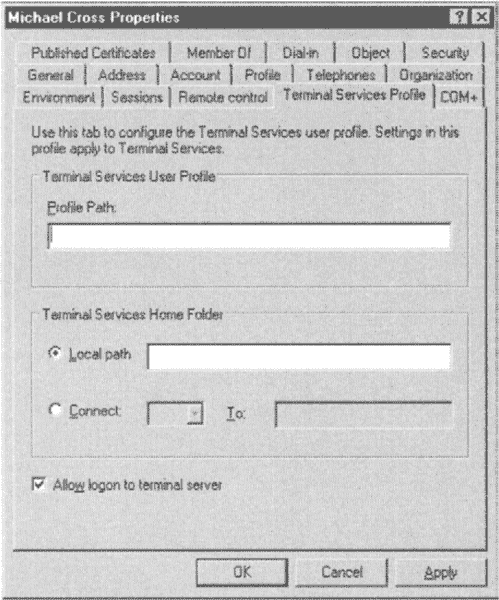 Michael Cross Properties
Published Certificates Member Of Dial-in Object Security
General Address Account Profile Telephones Organization
Environment Sessions Remote control Terminal Services Profile COM+
Use this tab to configure the Terminal Services user profile. Settings in this
profile apply to Terminal Services.
Terminal Services User Profile
Profile Path:
Terminal Services Home Folder
Local path
Connect: To:
Allow logon to terminal server
OK Cancel Apply